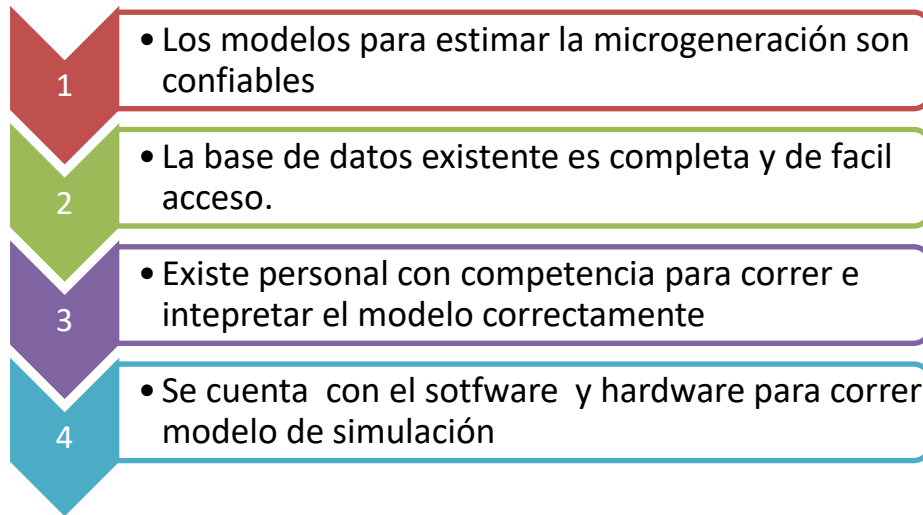 1
• Los modelos para estimar la microgeneración son
confiables
2
• La base de datos existente es completa y de facil
acceso.
3
• Existe personal con competencia para correr e
intepretar el modelo correctamente
4
• Se cuenta  con el sotfware  y hardware para correr
modelo de simulación